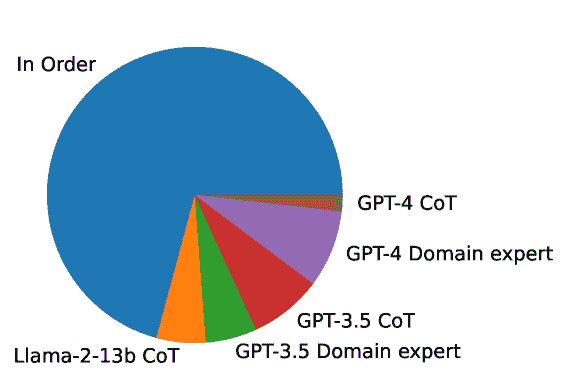 In Order
GPT-4 CoT
GPT-4 Domain expert
GPT-3.5 CoT
GPT-3.5 Domain expert
Llama-2-13b CoT